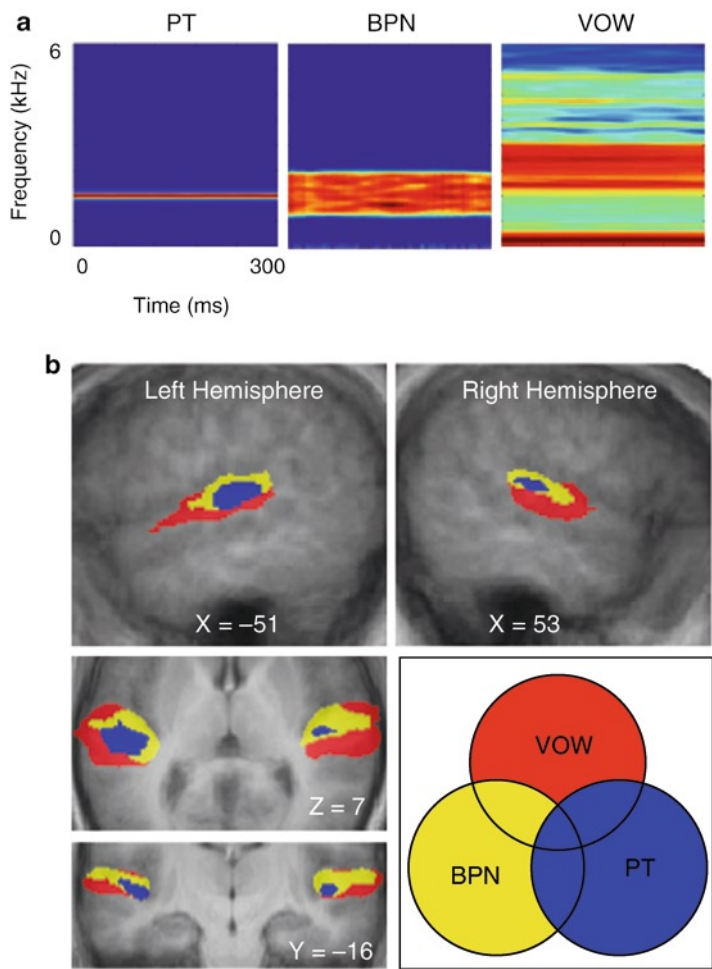 a
PT BPN VOW
6
Frequency (kHz)
0
0 300
Time (ms)
b
Left Hemisphere Right Hemisphere
X = –51 X = 53
Z = 7
Y = –16
VOW
BPN PT